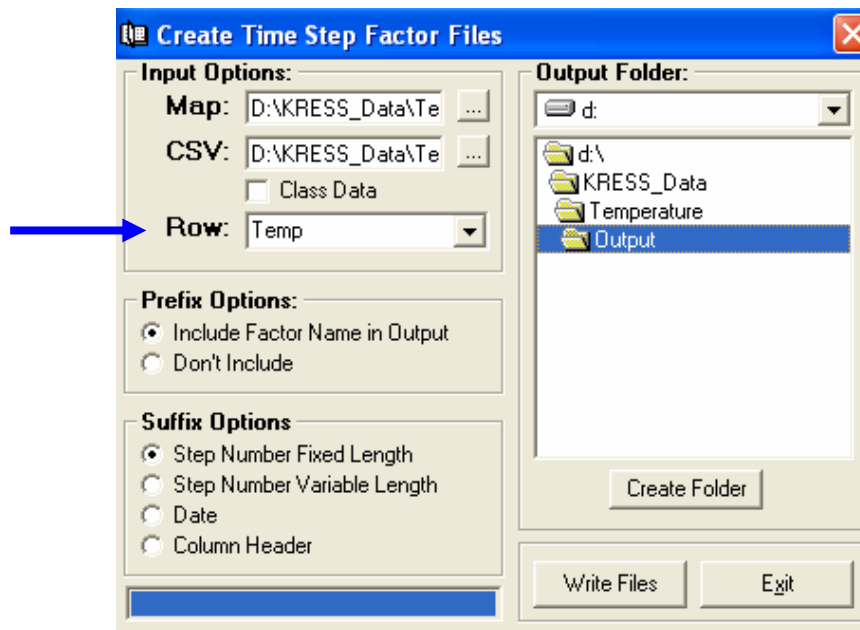 Create Time Step Factor Files
Input Options:
Map: D:\KRESS_Data\Te ...
CSV: D:\KRESS_Data\Te ...
Class Data
Row: Temp
Prefix Options:
Include Factor Name in Output
Don't Include
Suffix Options
Step Number Fixed Length
Step Number Variable Length
Date
Column Header
Output Folder:
d:
d:\
KRESS_Data
Temperature
Output
Create Folder
Write Files Exit